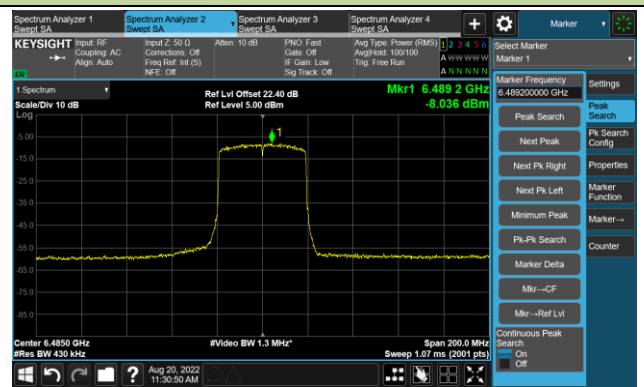 Spectrum Analyzer 1
Swept SA
Spectrum Analyzer 2
Swept SA
Spectrum Analyzer 3
Swept SA
Spectrum Analyzer 4
Swept SA
Marker
KEYSIGHT
Input: RF
Coupling: AC
Align: Auto
Input Z: 50 Ω
Corrections: Off
Freq Ref: Int (S)
NFE: Off
Atten: 10 dB
PNO: Fast
Gate: Off
IF Gain: Low
Sig Track: Off
Avg Type: Power (RMS)
Avg|Hold: 100/100
Trig: Free Run
1 2 3 4 5 6
A W W W W W
A N N N N N
Select Marker
Marker 1
1 Spectrum
Scale/Div 10 dB
Log
Ref Lvl Offset 22.40 dB
Ref Level 5.00 dBm
Mkr1 6.489 2 GHz
-8.036 dBm
1
-5.00
-15.0
-25.0
-35.0
-45.0
-55.0
-65.0
-75.0
-85.0
Center 6.4850 GHz
#Res BW 430 kHz
#Video BW 1.3 MHz*
Span 200.0 MHz
Sweep 1.07 ms (2001 pts)
Marker Frequency
6.489200000 GHz
Peak Search
Next Peak
Next Pk Right
Next Pk Left
Minimum Peak
Pk-Pk Search
Marker Delta
Mkr→CF
Mkr→Ref Lvl
Continuous Peak
Search
On
Off
Settings
Peak
Search
Pk Search
Config
Properties
Marker
Function
Marker→
Counter
?
Aug 20, 2022
11:30:50 AM